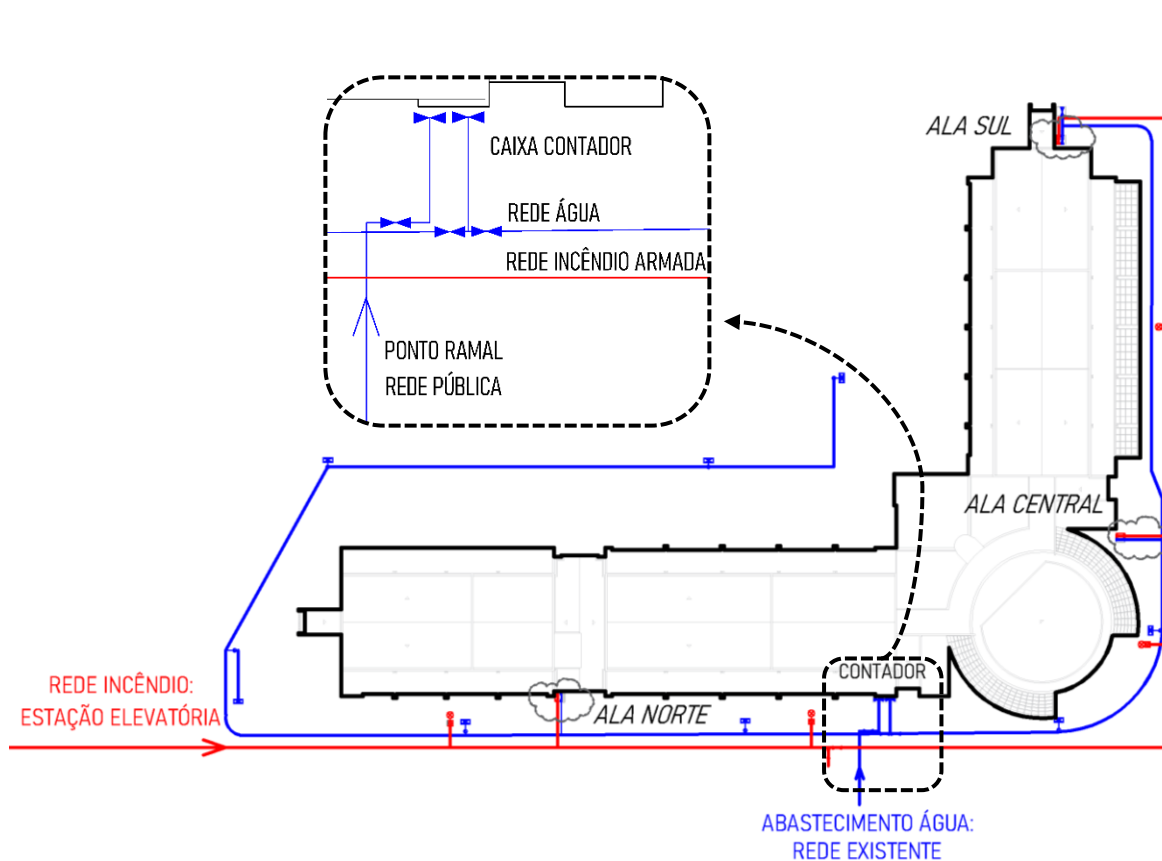 CAIXA CONTADOR
REDE ÁGUA
REDE INCÊNDIO ARMADA
PONTO RAMAL
REDE PÚBLICA
ALA SUL
ALA CENTRAL
CONTADOR
ALA NORTE
REDE INCÊNDIO:
ESTAÇÃO ELEVATÓRIA
ABASTECIMENTO ÁGUA:
REDE EXISTENTE